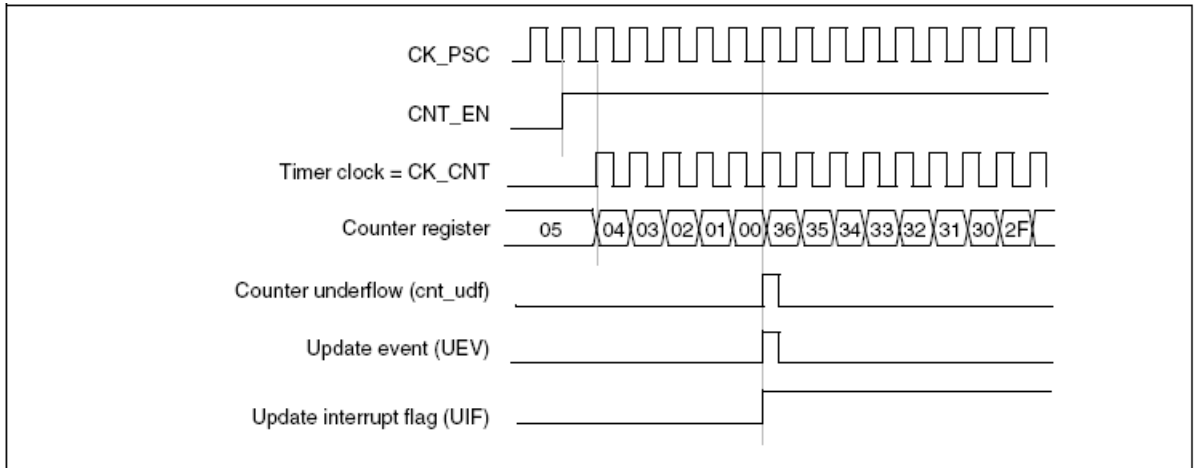 CK_PSC
CNT_EN
Timer clock = CK_CNT
Counter register 05 04 03 02 01 00 36 35 34 33 32 31 30 2F
Counter underflow (cnt_udf)
Update event (UEV)
Update interrupt flag (UIF)